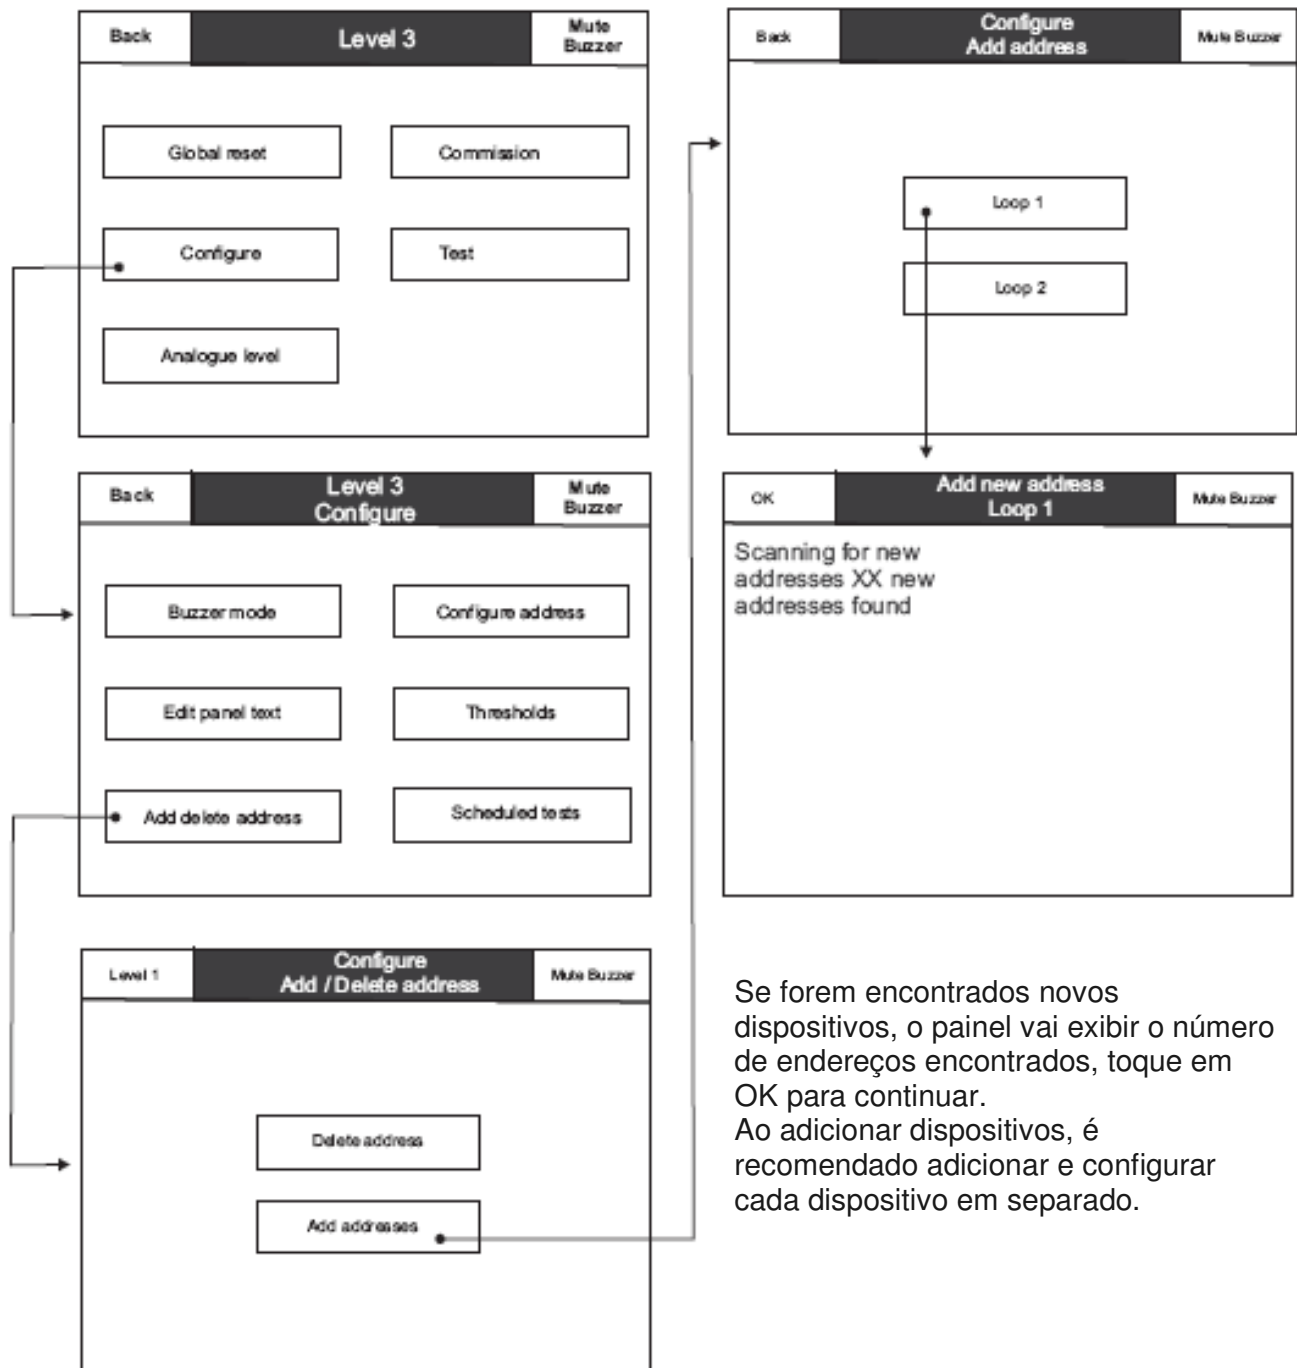 Back
Level 3
Mute
Buzzer
Global reset
Commission
Configure
Test
Analogue level
Back
Level 3
Configure
Mute
Buzzer
Buzzer mode
Configure address
Edit panel text
Thresholds
Add delete address
Scheduled tests
Level 1
Configure
Add / Delete address
Mute Buzzer
Delete address
Add addresses
Back
Configure
Add address
Mute Buzzer
Loop 1
Loop 2
OK
Add new address
Loop 1
Mute Buzzer
Scanning for new
addresses XX new
addresses found
Se forem encontrados novos
dispositivos, o painel vai exibir o número
de endereços encontrados, toque em
OK para continuar.
Ao adicionar dispositivos, é
recomendado adicionar e configurar
cada dispositivo em separado.